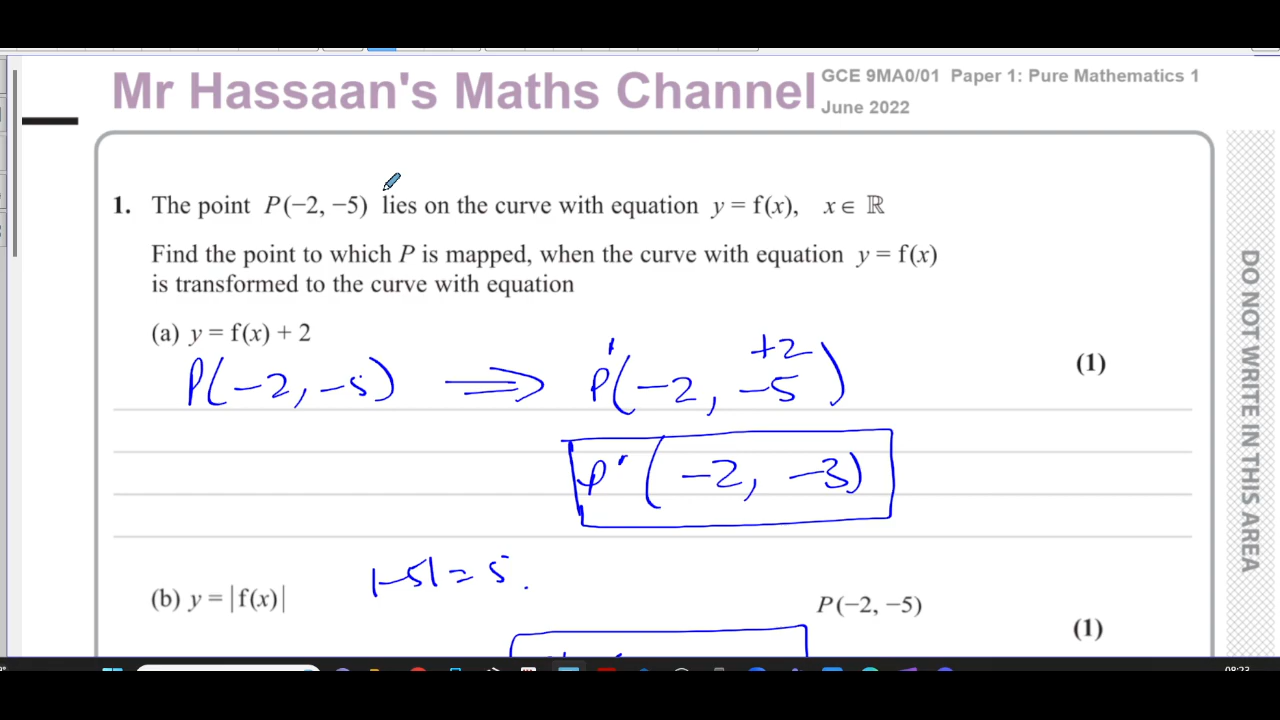 Mr Hassaan's Maths Channel
GCE 9MA0/01 Paper 1: Pure Mathematics 1
June 2022
1. The point P(−2, −5) lies on the curve with equation y = f(x), x ∈ ℝ
Find the point to which P is mapped, when the curve with equation y = f(x)
is transformed to the curve with equation
(a) y = f(x) + 2
(1)
P(-2, -5) ⟹ P'(-2, -5 +2)
P' (-2, -3)
|-5| = 5.
(b) y = |f(x)|
P(−2, −5)
(1)
DO NOT WRITE IN THIS AREA
08:23